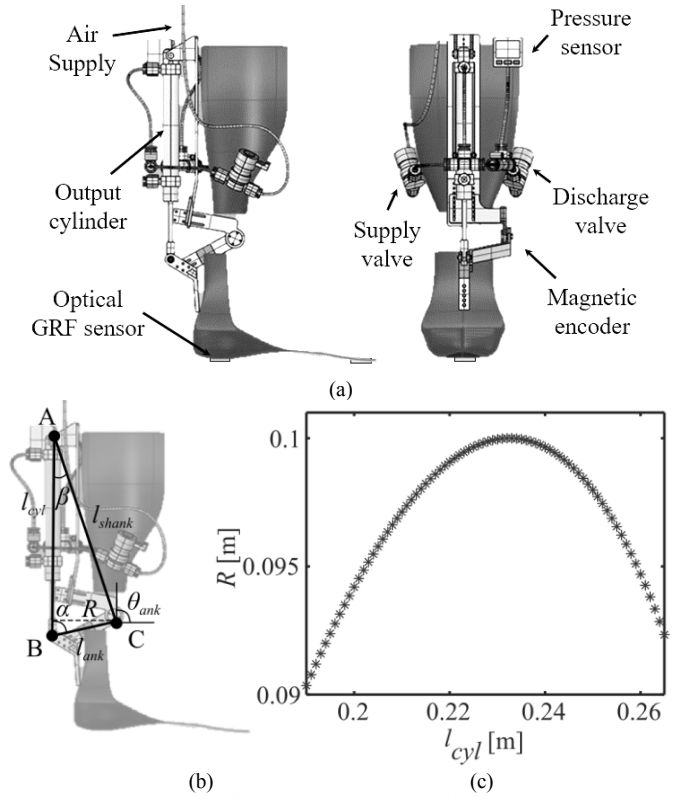 Air
Supply
Output
cylinder
Optical
GRF sensor
Pressure
sensor
Discharge
valve
Supply
valve
Magnetic
encoder
(a)
A
β
l_cyl
l_shank
α
R
θ_ank
B
l_ank
C
(b)
0.1
0.095
0.09
R [m]
0.2
0.22
0.24
0.26
l_cyl [m]
(c)